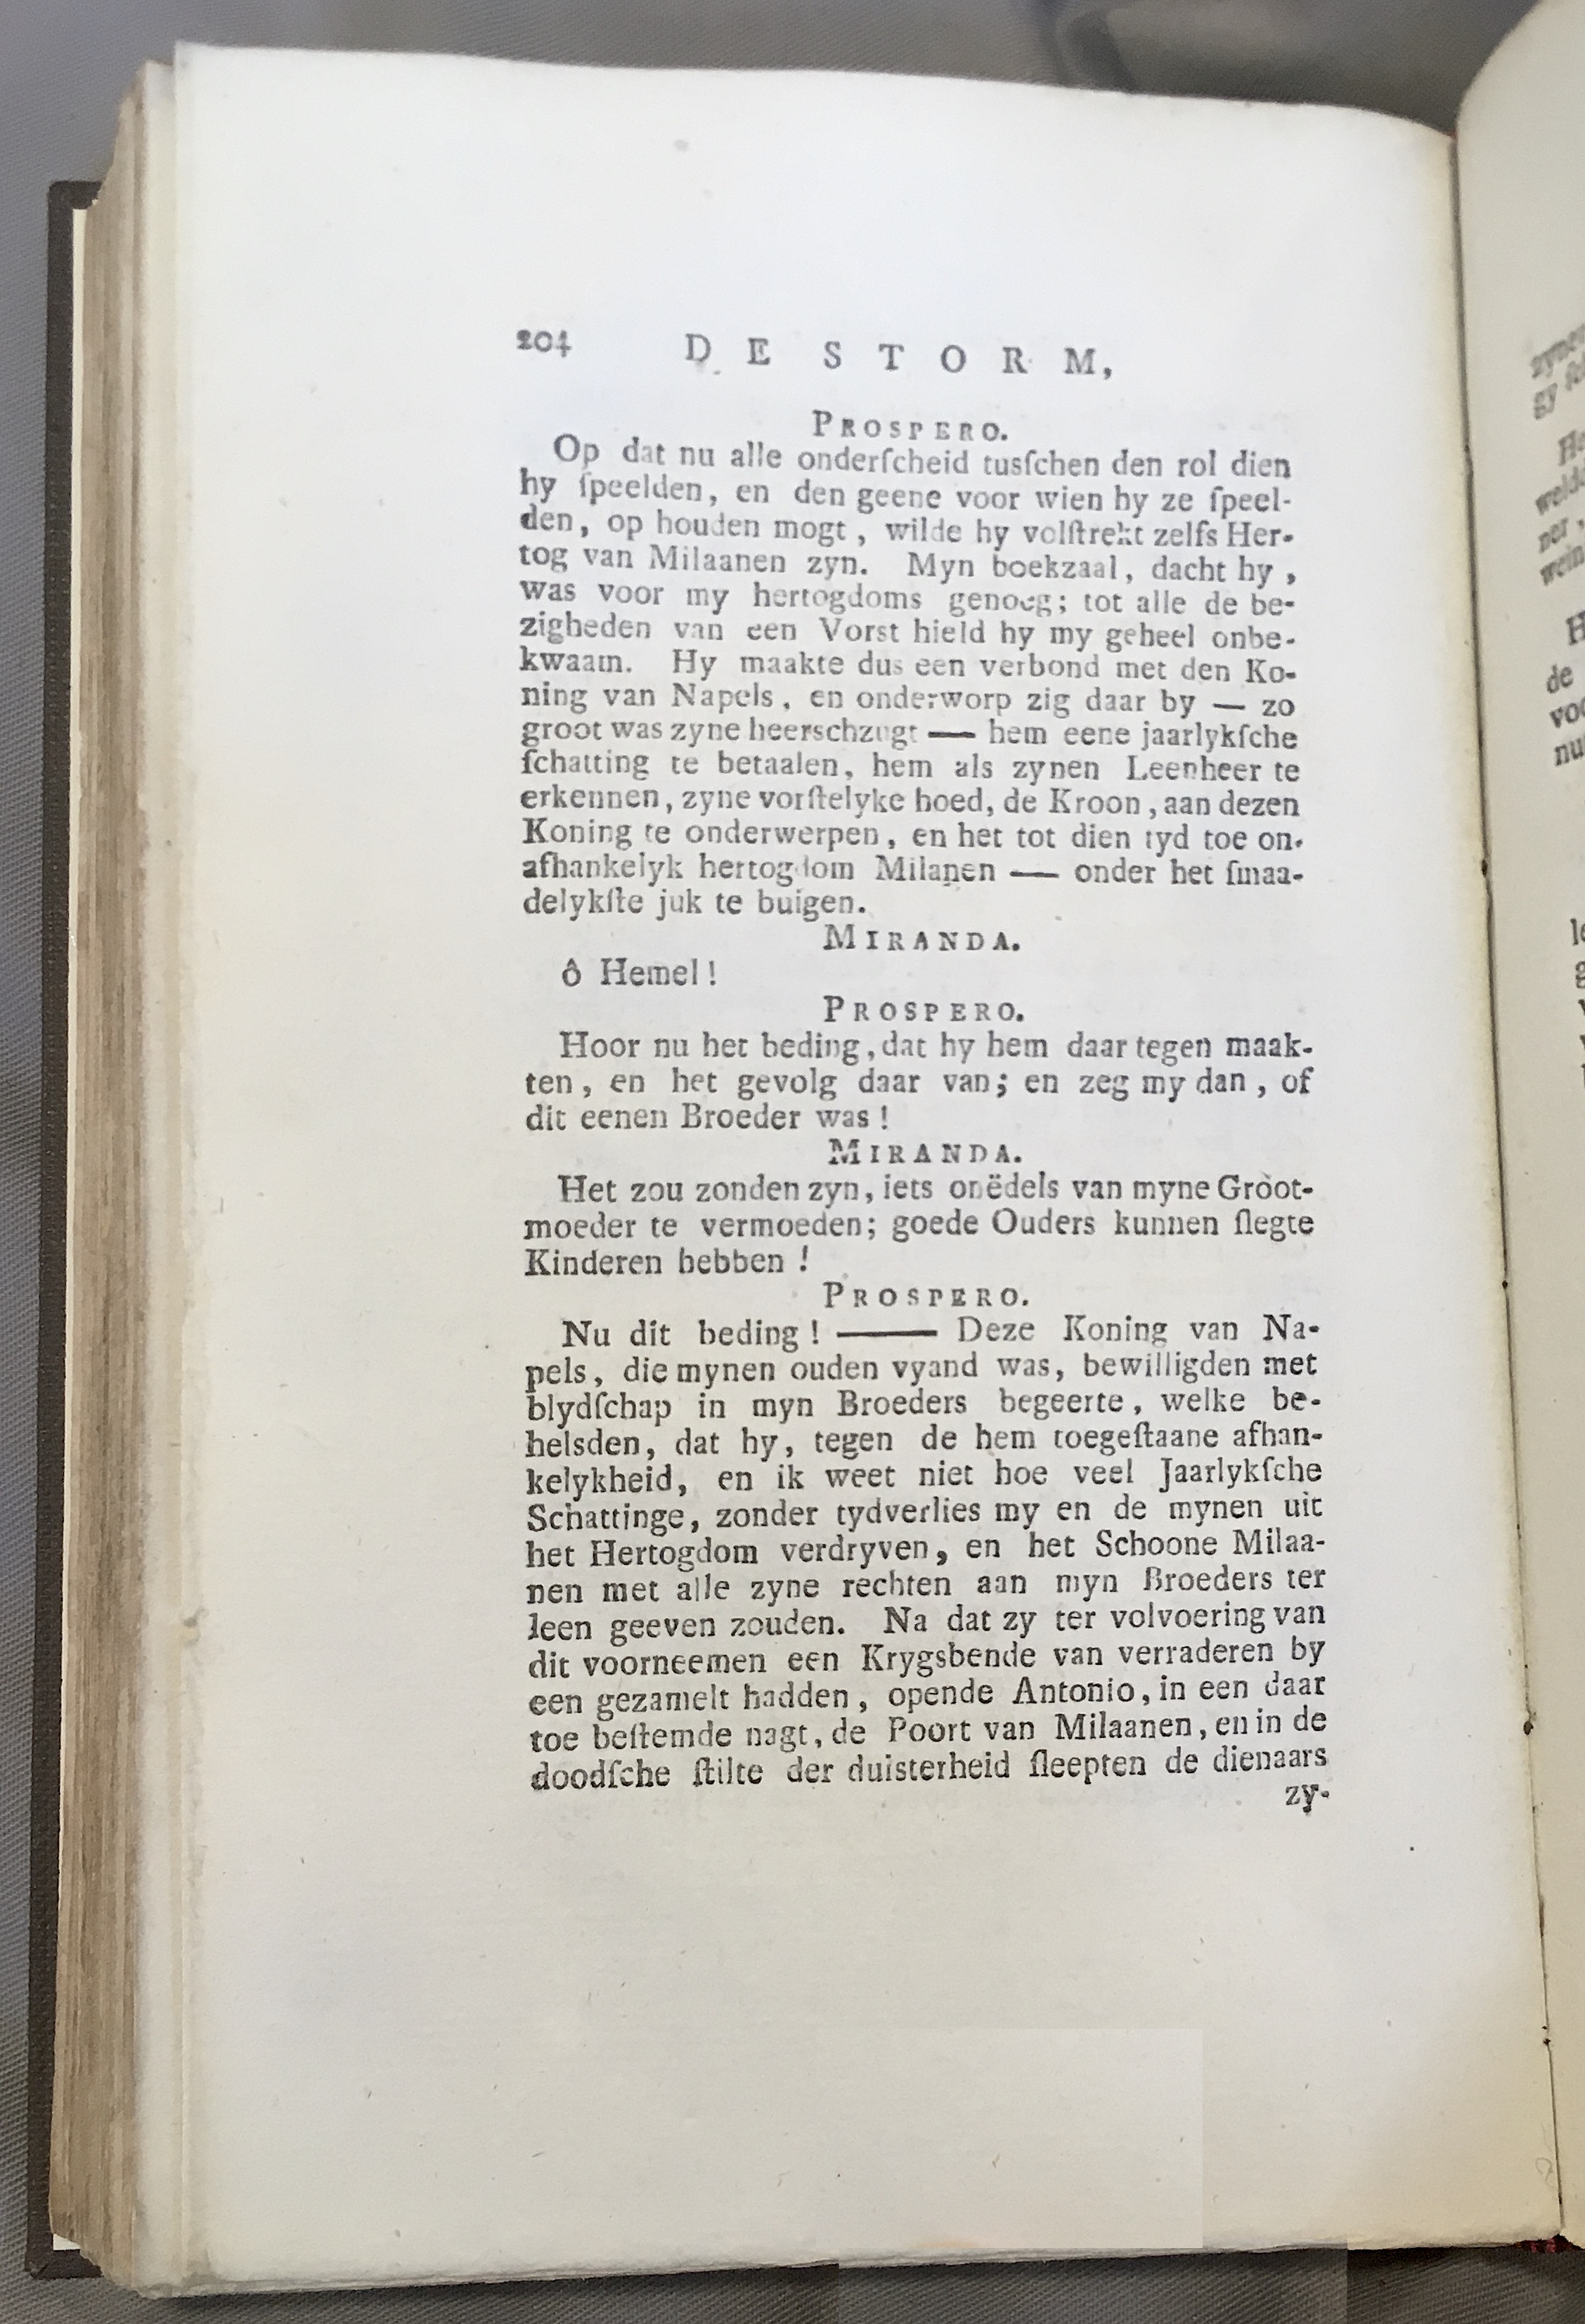 204 DE STORM,
PROSPERO.
Op dat nu alle onderſcheid tusſchen den rol dien
hy ſpeelden, en den geene voor wien hy ze ſpeel-
den, op houden mogt, wilde hy volſtrekt zelfs Her-
tog van Milaanen zyn. Myn boekzaal, dacht hy,
was voor my hertogdoms genoeg; tot alle de be-
zigheden van een Vorst hield hy my geheel onbe-
kwaam. Hy maakte dus een verbond met den Ko-
ning van Napels, en onderworp zig daar by — zo
groot was zyne heerschzugt — hem eene jaarlykſche
ſchatting te betaalen, hem als zynen Leenheer te
erkennen, zyne vorſtelyke hoed, de Kroon, aan dezen
Koning te onderwerpen, en het tot dien tyd toe on-
afhankelyk hertogdom Milanen — onder het ſmaa-
delykſte juk te buigen.
MIRANDA.
ô Hemel!
PROSPERO.
Hoor nu het beding, dat hy hem daar tegen maak-
ten, en het gevolg daar van; en zeg my dan, of
dit eenen Broeder was!
MIRANDA.
Het zou zonden zyn, iets onëdels van myne Groot-
moeder te vermoeden; goede Ouders kunnen ſlegte
Kinderen hebben!
PROSPERO.
Nu dit beding! — Deze Koning van Na-
pels, die mynen ouden vyand was, bewilligden met
blydſchap in myn Broeders begeerte, welke be-
helsden, dat hy, tegen de hem toegeſtaane afhan-
kelykheid, en ik weet niet hoe veel Jaarlykſche
Schattinge, zonder tydverlies my en de mynen uit
het Hertogdom verdryven, en het Schoone Milaa-
nen met alle zyne rechten aan myn Broeders ter
leen geeven zouden. Na dat zy ter volvoering van
dit voorneemen een Krygsbende van verraderen by
een gezamelt hadden, opende Antonio, in een daar
toe beſtemde nagt, de Poort van Milaanen, en in de
doodſche ſtilte der duisterheid ſleepten de dienaars
zy-
gy
de